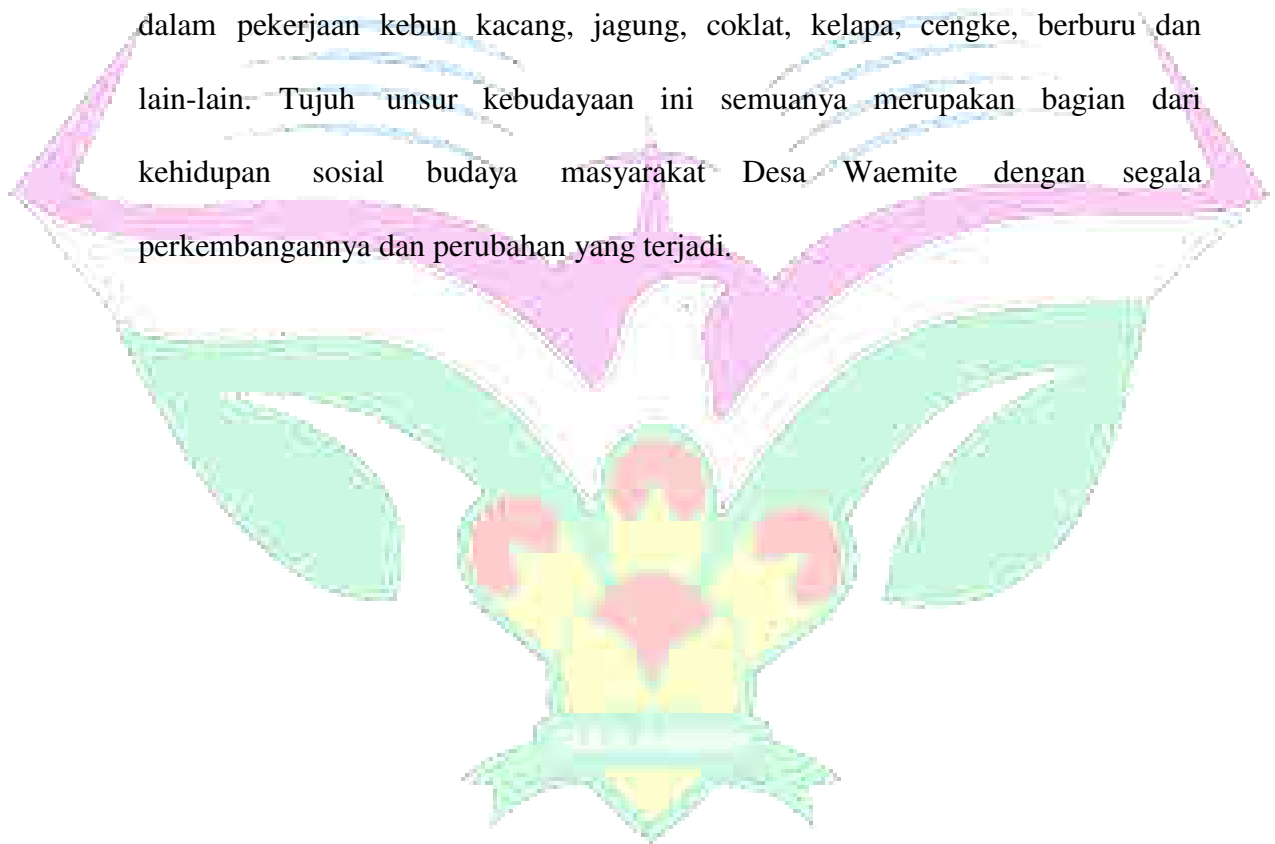 dalam pekerjaan kebun kacang, jagung, coklat, kelapa, cengke, berburu dan
lain-lain. Tujuh unsur kebudayaan ini semuanya merupakan bagian dari
kehidupan sosial budaya masyarakat Desa Waemite dengan segala
perkembangannya dan perubahan yang terjadi.